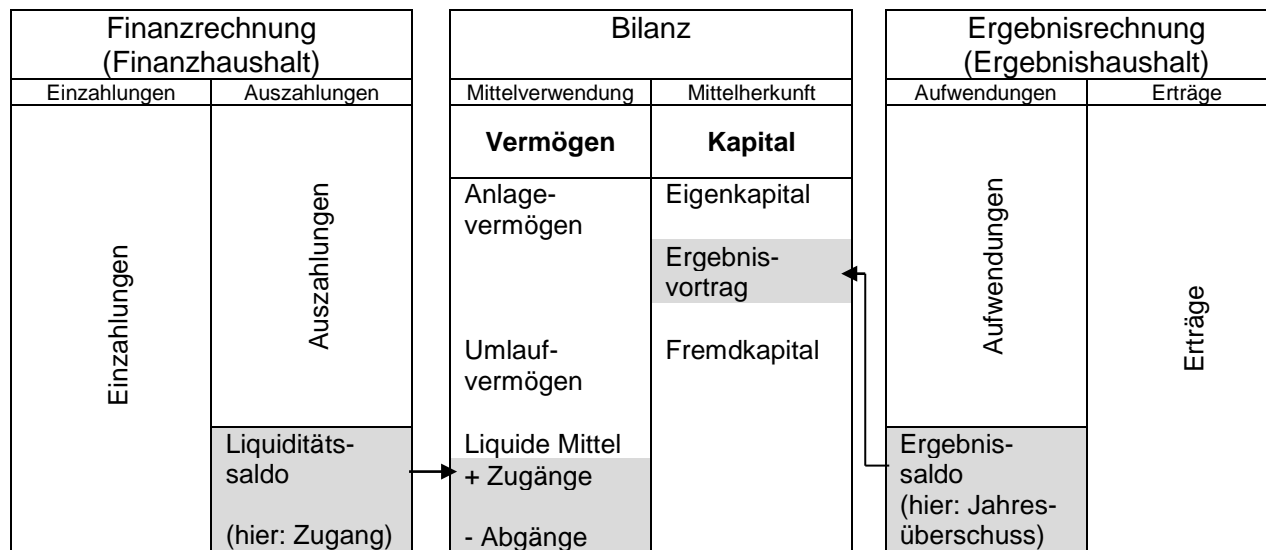 Finanzrechnung
(Finanzhaushalt)
Einzahlungen
Auszahlungen
Einzahlungen
Auszahlungen
Liquiditäts-
saldo
(hier: Zugang)
Bilanz
Mittelverwendung
Mittelherkunft
Vermögen
Kapital
Anlage-
vermögen
Umlauf-
vermögen
Liquide Mittel
+ Zugänge
- Abgänge
Eigenkapital
Ergebnis-
vortrag
Fremdkapital
Ergebnisrechnung
(Ergebnishaushalt)
Aufwendungen
Erträge
Aufwendungen
Ergebnis-
saldo
(hier: Jahres-
überschuss)
Erträge